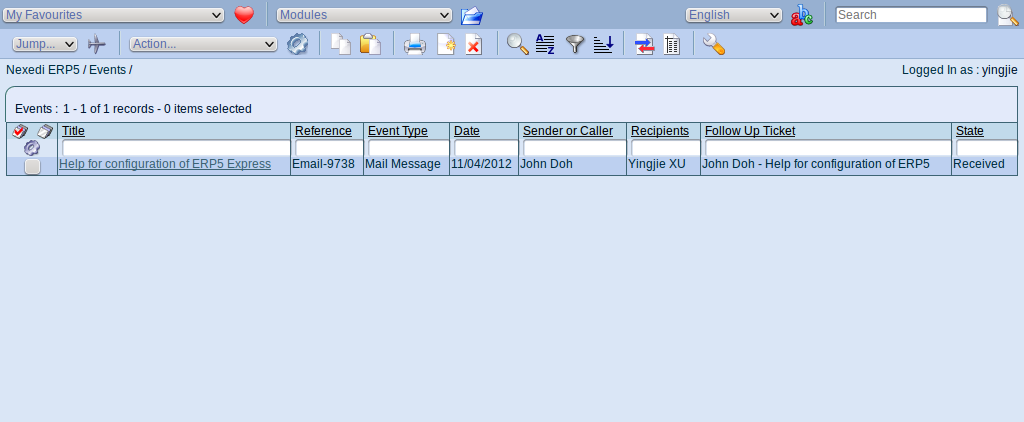 My Favourites Modules English Search
Jump... Action...
Nexedi ERP5 / Events / Logged In as : yingjie
Events : 1 - 1 of 1 records - 0 items selected
Title Reference Event Type Date Sender or Caller Recipients Follow Up Ticket State
Help for configuration of ERP5 Express Email-9738 Mail Message 11/04/2012 John Doh Yingjie XU John Doh - Help for configuration of ERP5 Received